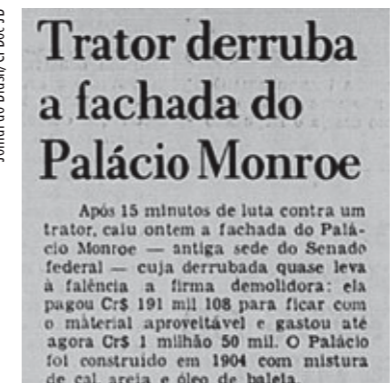 Jornal do Brasil/CPDoc JB
Trator derruba
a fachada do
Palácio Monroe
Após 15 minutos de luta contra um
trator, caiu ontem a fachada do Palá-
cio Monroe — antiga sede do Senado
federal — cuja derrubada quase leva
à falência a firma demolidora: ela
pagou Cr$ 191 mil 108 para ficar com
o màterial aproveitável e gastou até
agora Cr$ 1 milhão 50 mil. O Palácio
foi construído em 1904 com mistura
de cal, areia e óleo de baleia.